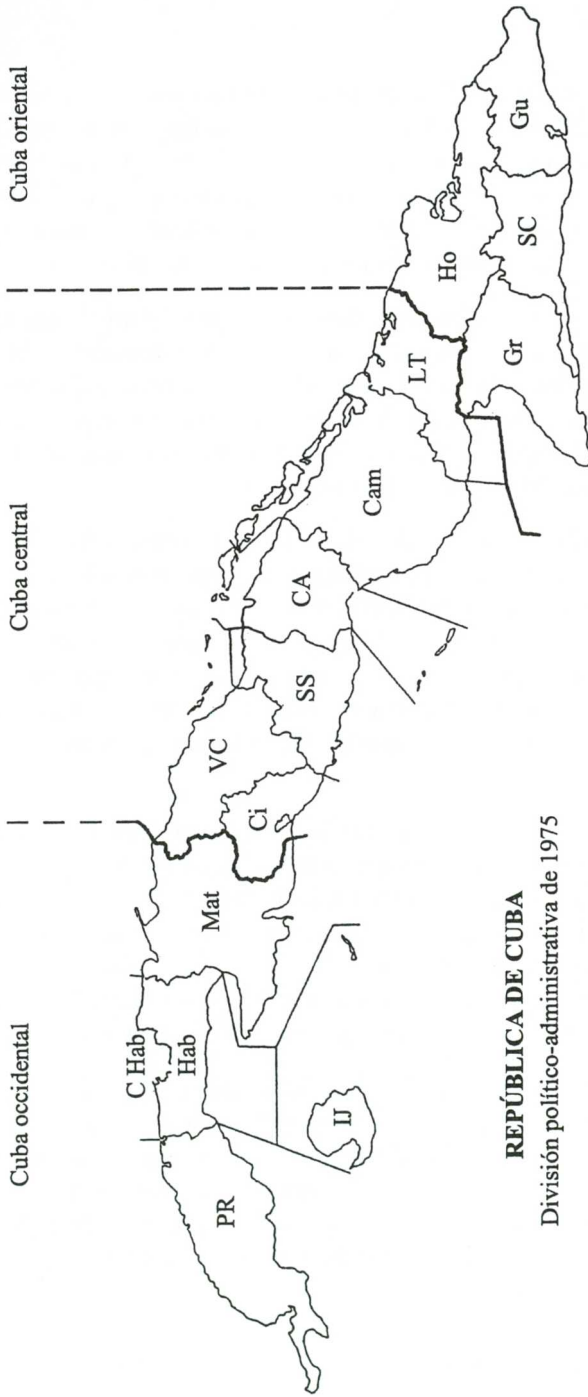 Cuba occidental
Cuba central
Cuba oriental
C Hab
Hab
PR
IJ
Mat
VC
Ci
SS
CA
Cam
LT
Ho
Gr
SC
Gu
REPÚBLICA DE CUBA
División político-administrativa de 1975